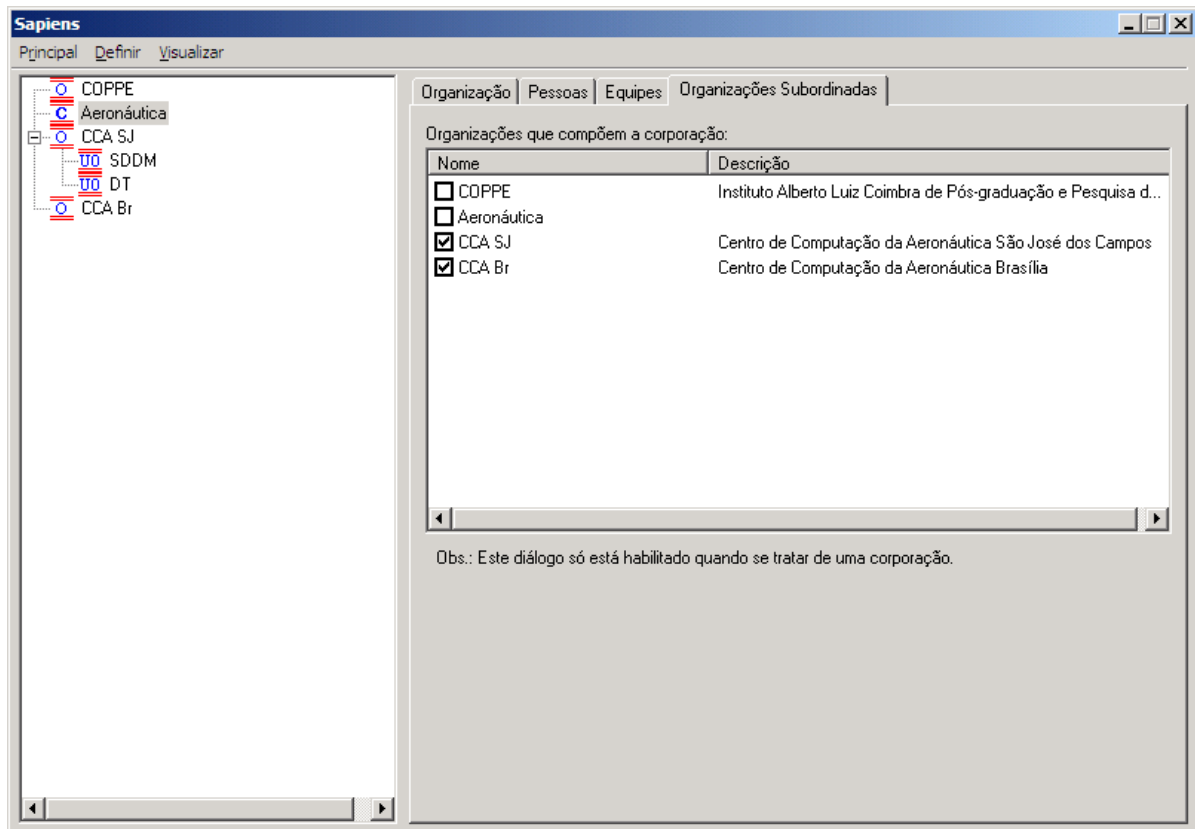 Sapiens
Principal Definir Visualizar
O COPPE
C Aeronáutica
O CCA SJ
UO SDDM
UO DT
O CCA Br
Organização Pessoas Equipes Organizações Subordinadas
Organizações que compõem a corporação:
Nome Descrição
COPPE Instituto Alberto Luiz Coimbra de Pós-graduação e Pesquisa d...
Aeronáutica
CCA SJ Centro de Computação da Aeronáutica São José dos Campos
CCA Br Centro de Computação da Aeronáutica Brasília
Obs.: Este diálogo só está habilitado quando se tratar de uma corporação.